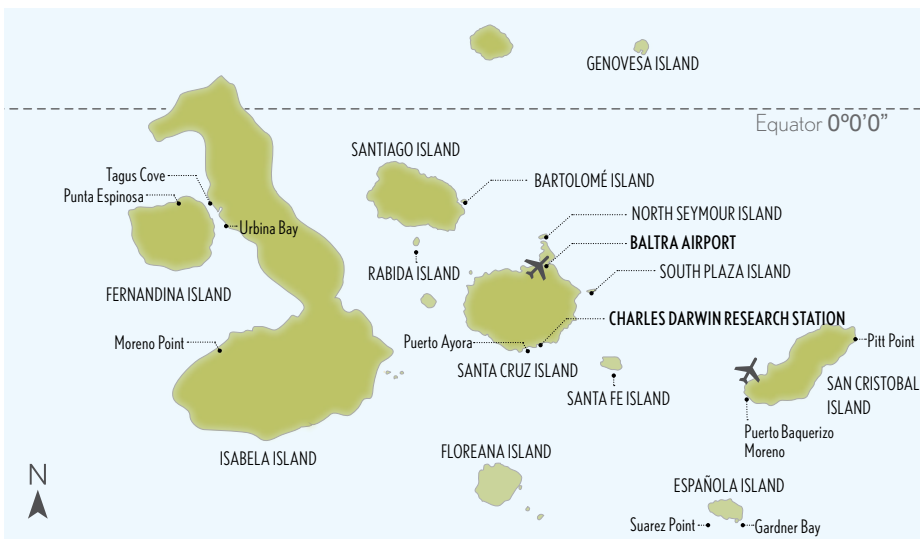 GENOVESA ISLAND
Equator 0º0'0"
SANTIAGO ISLAND
Tagus Cove
BARTOLOMÉ ISLAND
Punta Espinosa
NORTH SEYMOUR ISLAND
Urbina Bay
BALTRA AIRPORT
RABIDA ISLAND
SOUTH PLAZA ISLAND
FERNANDINA ISLAND
CHARLES DARWIN RESEARCH STATION
Moreno Point
Puerto Ayora
Pitt Point
SANTA CRUZ ISLAND
SAN CRISTOBAL
ISLAND
SANTA FE ISLAND
Puerto Baquerizo
Moreno
FLOREANA ISLAND
ISABELA ISLAND
N
ESPAÑOLA ISLAND
Suarez Point
Gardner Bay